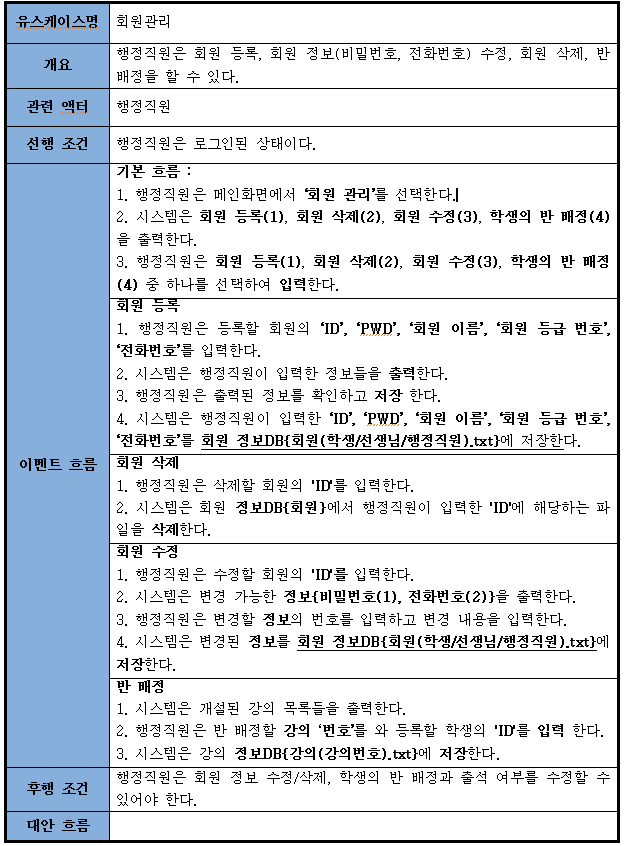 유스케이스명
회원관리
개요
행정직원은 회원 등록, 회원 정보(비밀번호, 전화번호) 수정, 회원 삭제, 반
배정을 할 수 있다.
관련 액터
행정직원
선행 조건
행정직원은 로그인된 상태이다.
이벤트 흐름
기본 흐름 :
1. 행정직원은 메인화면에서 ‘회원 관리’를 선택한다.
2. 시스템은 회원 등록(1), 회원 삭제(2), 회원 수정(3), 학생의 반 배정(4)
을 출력한다.
3. 행정직원은 회원 등록(1), 회원 삭제(2), 회원 수정(3), 학생의 반 배정
(4) 중 하나를 선택하여 입력한다.
회원 등록
1. 행정직원은 등록할 회원의 ‘ID’, ‘PWD’, ‘회원 이름’, ‘회원 등급 번호’,
‘전화번호’를 입력한다.
2. 시스템은 행정직원이 입력한 정보들을 출력한다.
3. 행정직원은 출력된 정보를 확인하고 저장 한다.
4. 시스템은 행정직원이 입력한 ‘ID’, ‘PWD’, ‘회원 이름’, ‘회원 등급 번호’,
‘전화번호’를 회원 정보DB{회원(학생/선생님/행정직원).txt}에 저장한다.
회원 삭제
1. 행정직원은 삭제할 회원의 'ID'를 입력한다.
2. 시스템은 회원 정보DB{회원}에서 행정직원이 입력한 'ID'에 해당하는 파
일을 삭제한다.
회원 수정
1. 행정직원은 수정할 회원의 'ID'를 입력한다.
2. 시스템은 변경 가능한 정보{비밀번호(1), 전화번호(2)}을 출력한다.
3. 행정직원은 변경할 정보의 번호를 입력하고 변경 내용을 입력한다.
4. 시스템은 변경된 정보를 회원 정보DB{회원(학생/선생님/행정직원).txt}에
저장한다.
반 배정
1. 시스템은 개설된 강의 목록들을 출력한다.
2. 행정직원은 반 배정할 강의 ‘번호’를 와 등록할 학생의 'ID'를 입력 한다.
3. 시스템은 강의 정보DB{강의(강의번호).txt}에 저장한다.
후행 조건
행정직원은 회원 정보 수정/삭제, 학생의 반 배정과 출석 여부를 수정할 수
있어야 한다.
대안 흐름